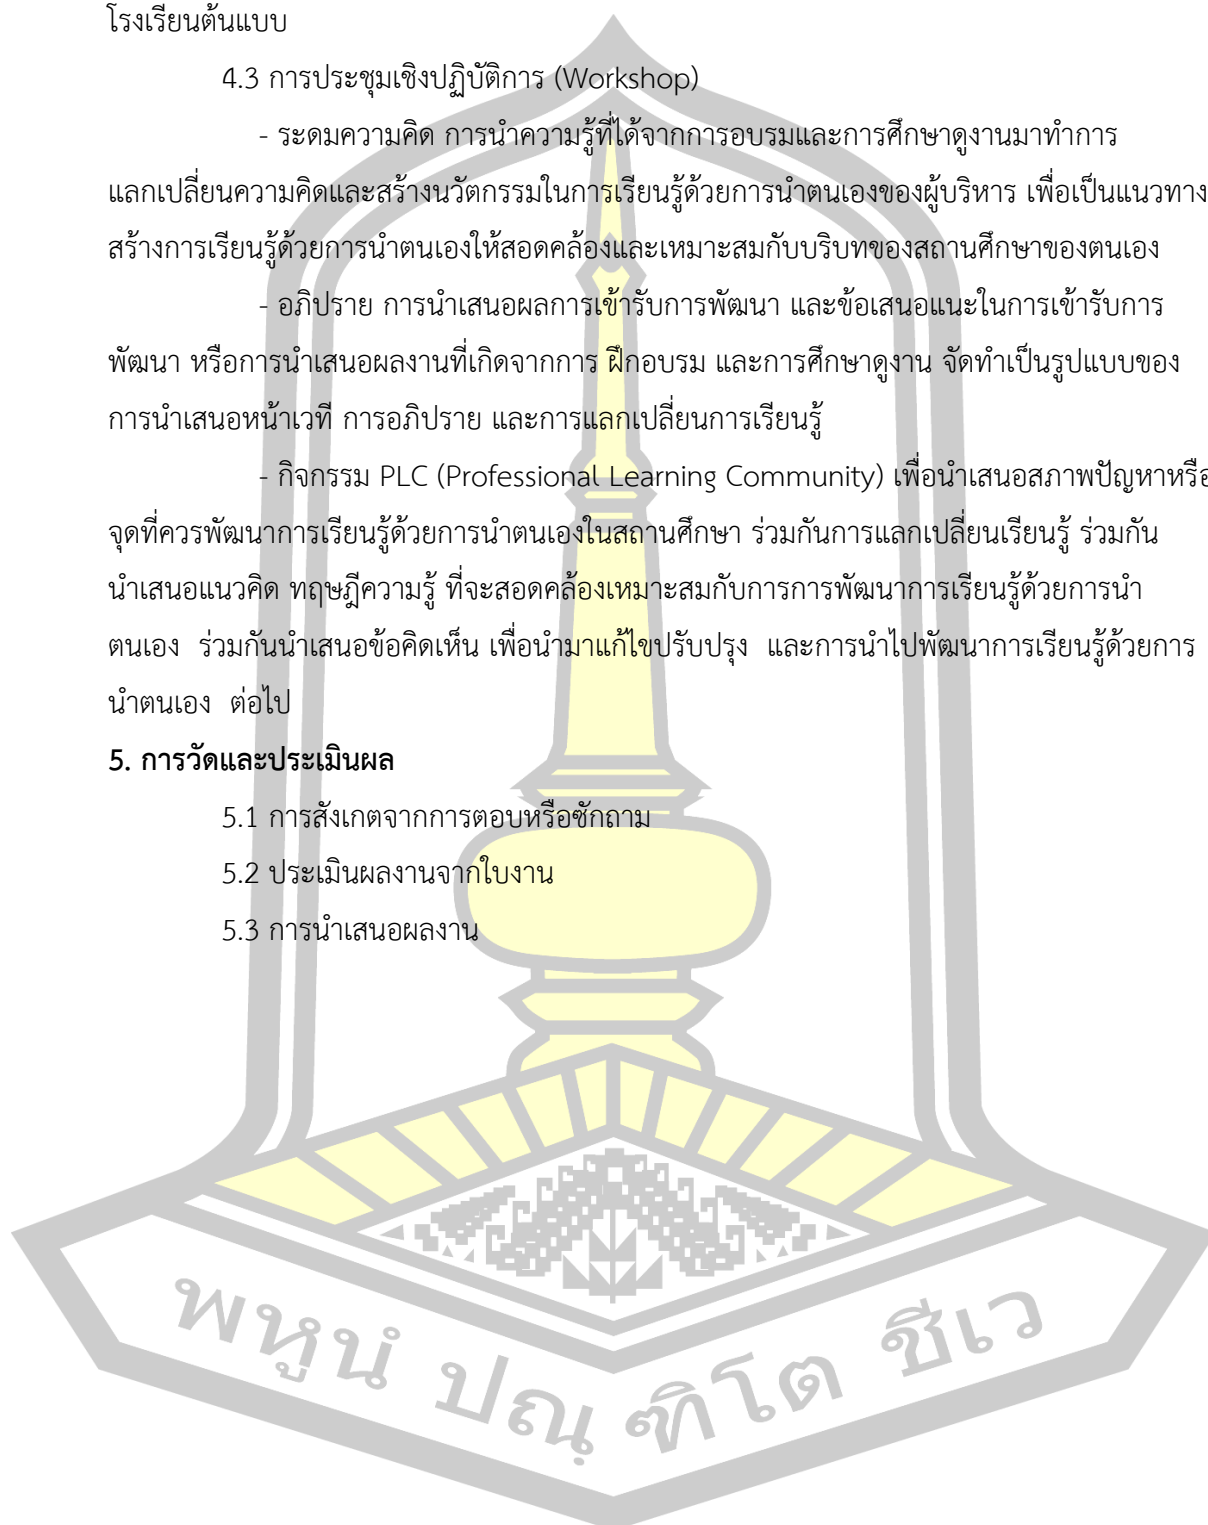 โรงเรียนต้นแบบ
4.3 การประชุมเชิงปฏิบัติการ (Workshop)
- ระดมความคิด การนำความรู้ที่ได้จากการอบรมและการศึกษาดูงานมาทำการ
แลกเปลี่ยนความคิดและสร้างนวัตกรรมในการเรียนรู้ด้วยการนำตนเองของผู้บริหาร เพื่อเป็นแนวทาง
สร้างการเรียนรู้ด้วยการนำตนเองให้สอดคล้องและเหมาะสมกับบริบทของสถานศึกษาของตนเอง
- อภิปราย การนำเสนอผลการเข้ารับการพัฒนา และข้อเสนอแนะในการเข้ารับการ
พัฒนา หรือการนำเสนอผลงานที่เกิดจากการ ฝึกอบรม และการศึกษาดูงาน จัดทำเป็นรูปแบบของ
การนำเสนอหน้าเวที การอภิปราย และการแลกเปลี่ยนการเรียนรู้
- กิจกรรม PLC (Professional Learning Community) เพื่อนำเสนอสภาพปัญหาหรือ
จุดที่ควรพัฒนาการเรียนรู้ด้วยการนำตนเองในสถานศึกษา ร่วมกันการแลกเปลี่ยนเรียนรู้ ร่วมกัน
นำเสนอแนวคิด ทฤษฎีความรู้ ที่จะสอดคล้องเหมาะสมกับการการพัฒนาการเรียนรู้ด้วยการนำ
ตนเอง ร่วมกันนำเสนอข้อคิดเห็น เพื่อนำมาแก้ไขปรับปรุง และการนำไปพัฒนาการเรียนรู้ด้วยการ
นำตนเอง ต่อไป
5. การวัดและประเมินผล
5.1 การสังเกตจากการตอบหรือซักถาม
5.2 ประเมินผลงานจากใบงาน
5.3 การนำเสนอผลงาน
พหูนํ ปณฺฑิโต ชีเว